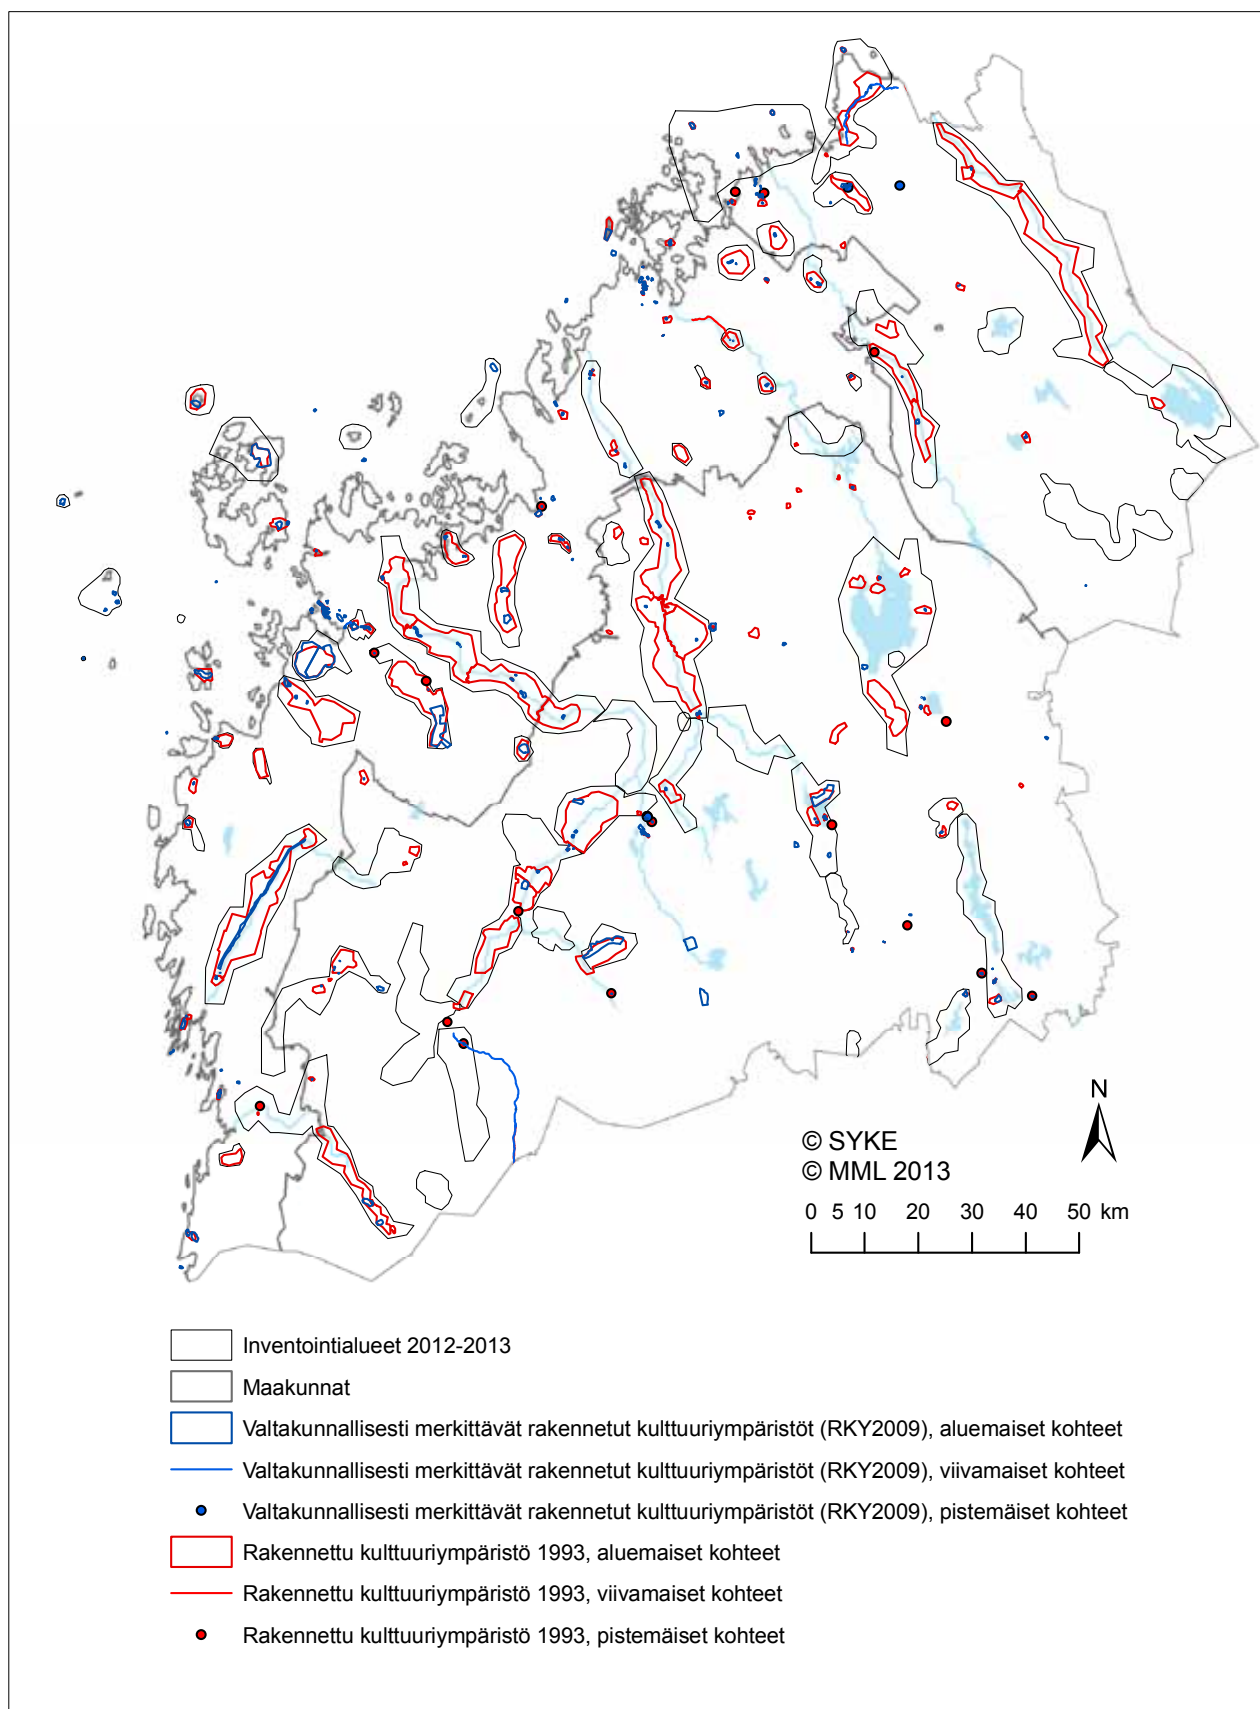 N
© SYKE
© MML 2013
0 5 10 20 30 40 50 km
Inventointialueet 2012-2013
Maakunnat
Valtakunnallisesti merkittävät rakennetut kulttuuriympäristöt (RKY2009), aluemaiset kohteet
Valtakunnallisesti merkittävät rakennetut kulttuuriympäristöt (RKY2009), viivamaiset kohteet
Valtakunnallisesti merkittävät rakennetut kulttuuriympäristöt (RKY2009), pistemäiset kohteet
Rakennettu kulttuuriympäristö 1993, aluemaiset kohteet
Rakennettu kulttuuriympäristö 1993, viivamaiset kohteet
Rakennettu kulttuuriympäristö 1993, pistemäiset kohteet